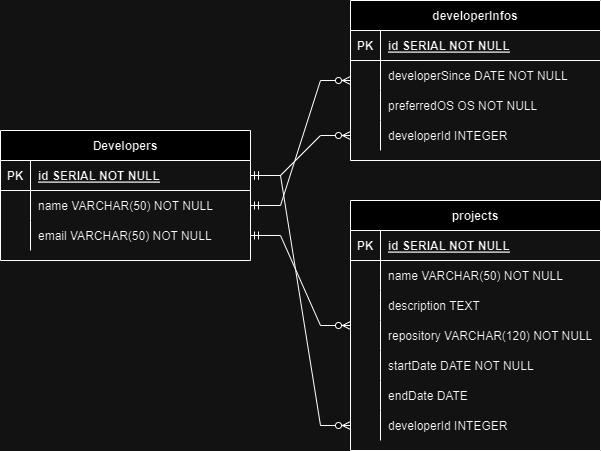 developerInfos
PK id SERIAL NOT NULL
developerSince DATE NOT NULL
preferredOS OS NOT NULL
developerId INTEGER
Developers
PK id SERIAL NOT NULL
name VARCHAR(50) NOT NULL
email VARCHAR(50) NOT NULL
projects
PK id SERIAL NOT NULL
name VARCHAR(50) NOT NULL
description TEXT
repository VARCHAR(120) NOT NULL
startDate DATE NOT NULL
endDate DATE
developerId INTEGER